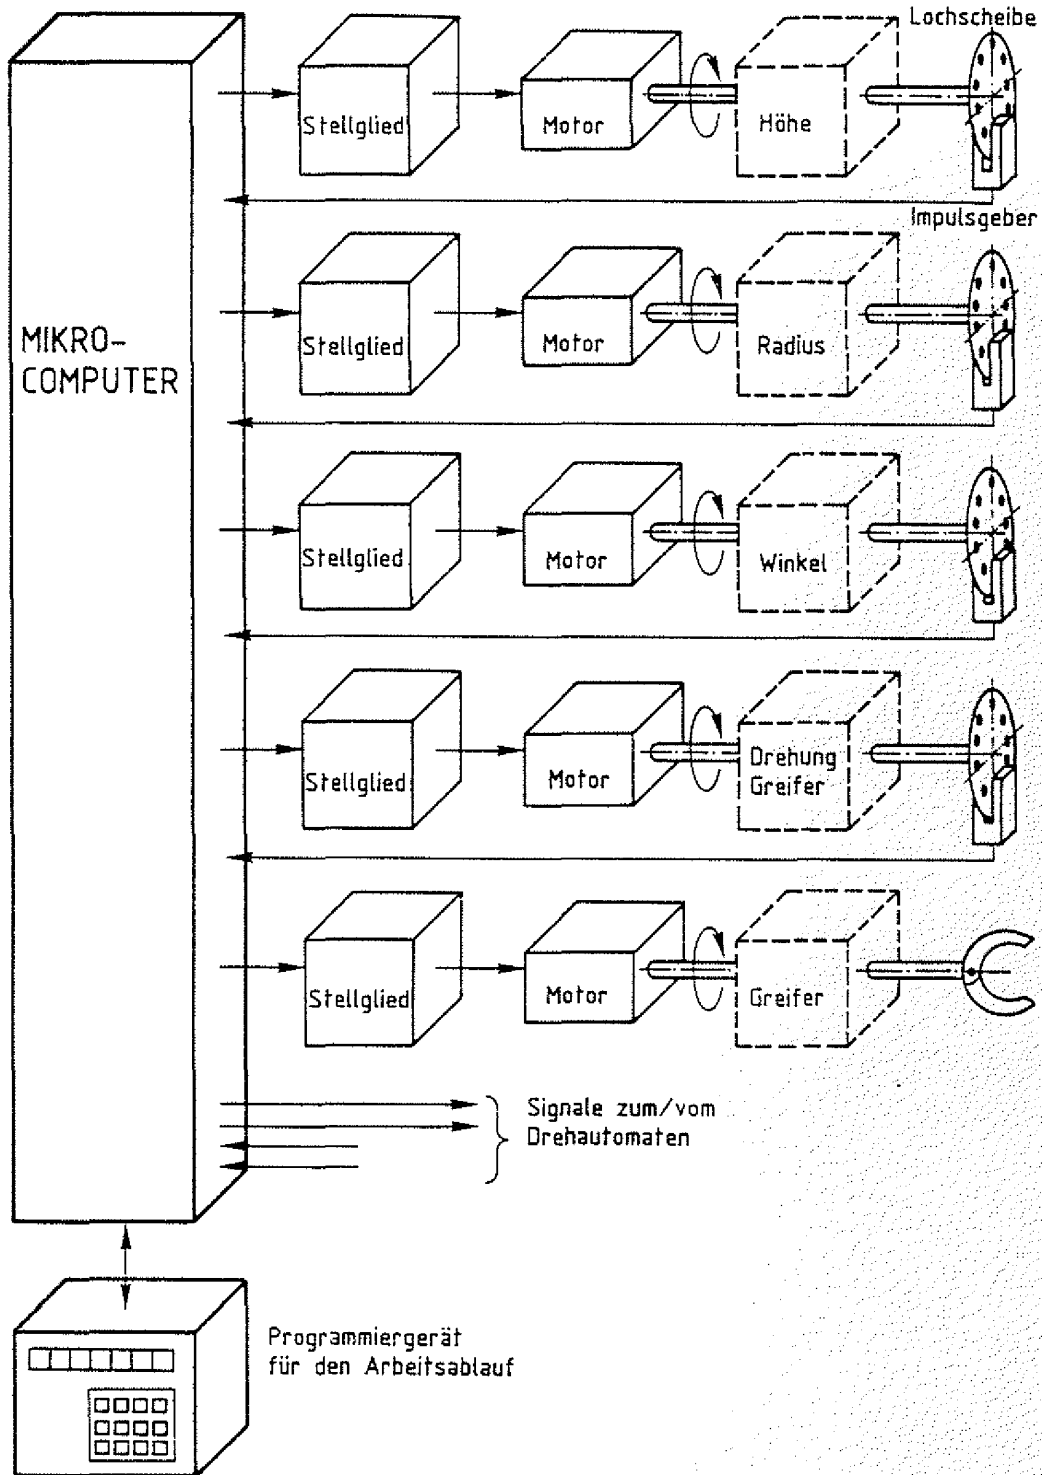 Lochscheibe
Stellglied
Motor
Höhe
Impulsgeber
MIKRO-
COMPUTER
Stellglied
Motor
Radius
Stellglied
Motor
Winkel
Stellglied
Motor
Drehung
Greifer
Stellglied
Motor
Greifer
Signale zum/vom
Drehautomaten
Programmiergerät
für den Arbeitsablauf